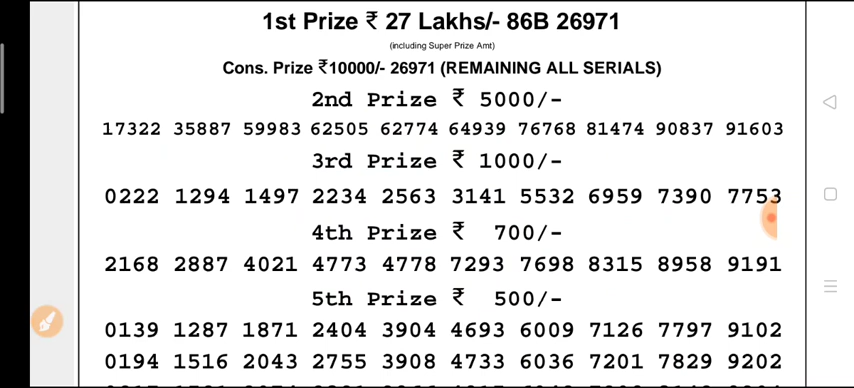 1st Prize ₹ 27 Lakhs/- 86B 26971
(including Super Prize Amt)
Cons. Prize ₹10000/- 26971 (REMAINING ALL SERIALS)
2nd Prize ₹ 5000/-
17322 35887 59983 62505 62774 64939 76768 81474 90837 91603
3rd Prize ₹ 1000/-
0222 1294 1497 2234 2563 3141 5532 6959 7390 7753
4th Prize ₹ 700/-
2168 2887 4021 4773 4778 7293 7698 8315 8958 9191
5th Prize ₹ 500/-
0139 1287 1871 2404 3904 4693 6009 7126 7797 9102
0194 1516 2043 2755 3908 4733 6036 7201 7829 9202